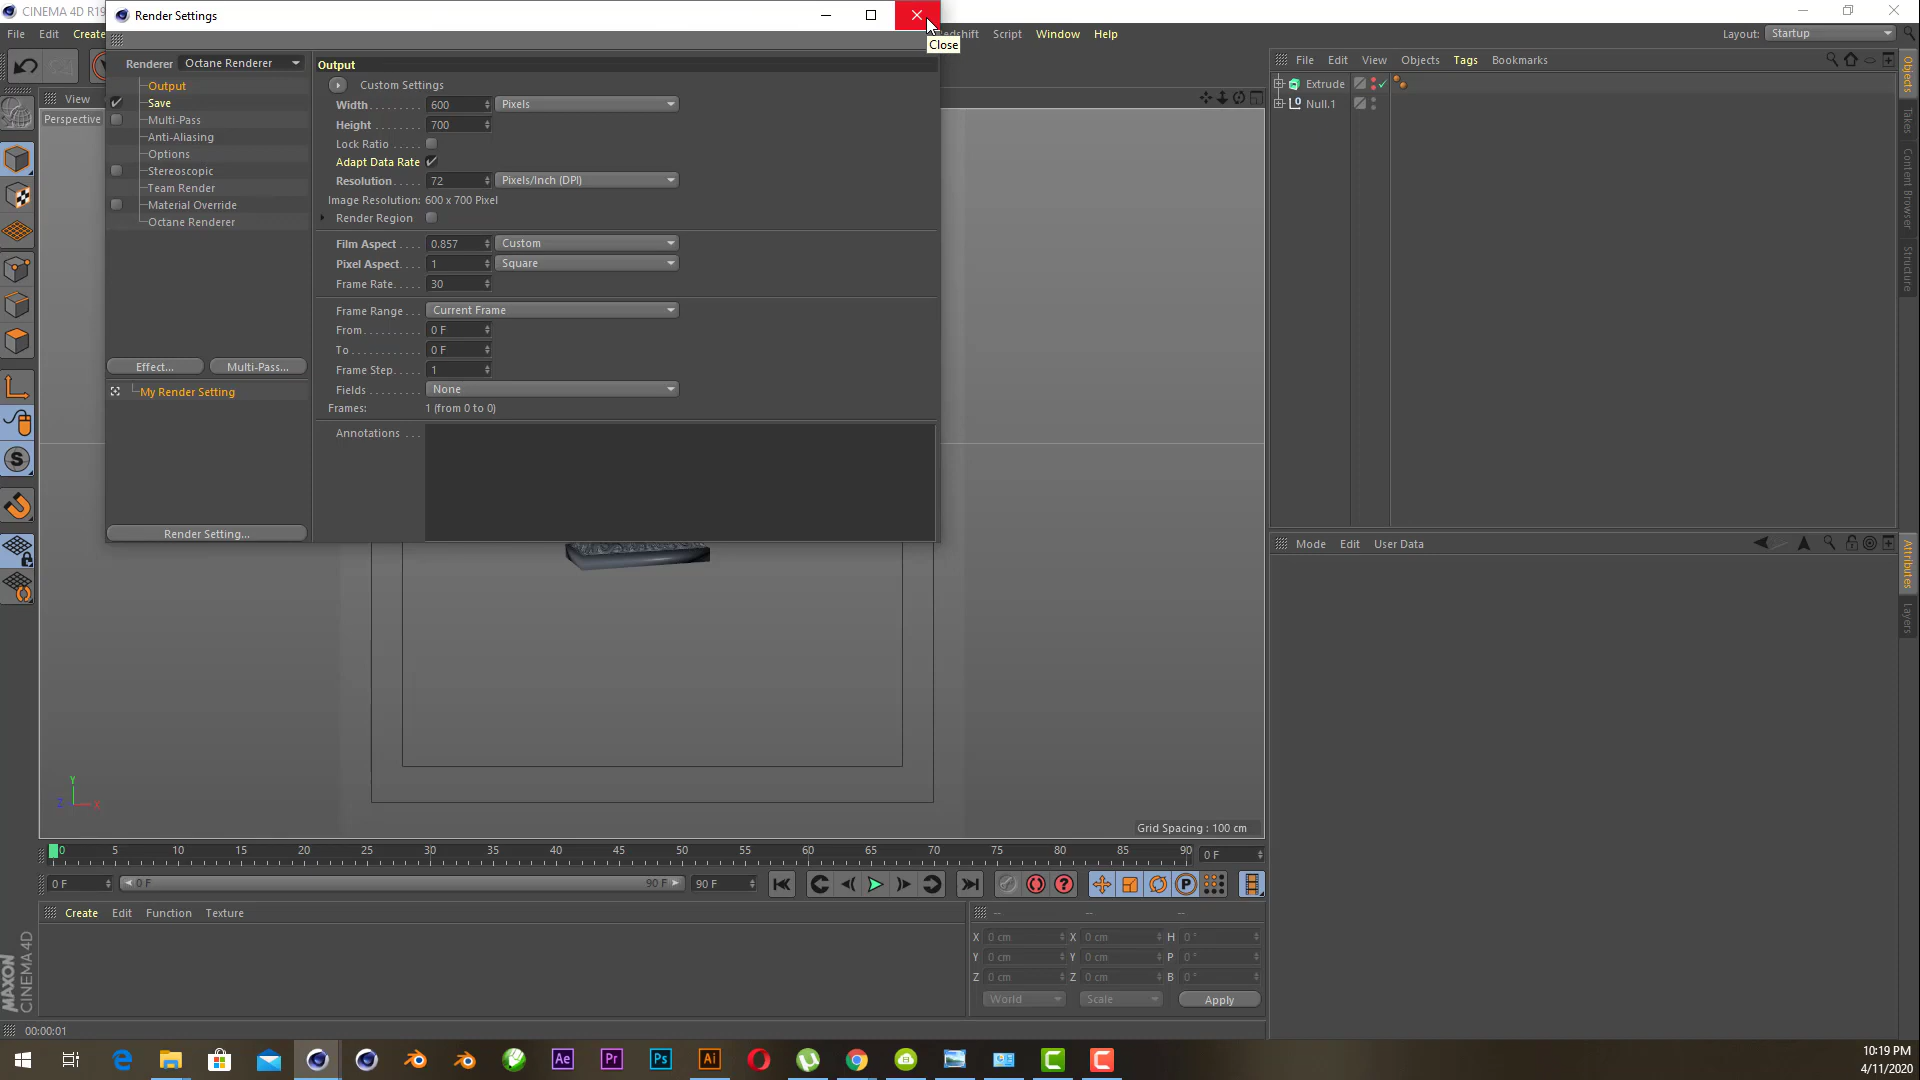 CINEMA 4D R19
Render Settings
Close
File Edit Create
Redshift Script Window Help
Layout: Startup
Renderer Octane Renderer
Output
Save
Multi-Pass
Anti-Aliasing
Options
Stereoscopic
Team Render
Material Override
Octane Renderer
Effect... Multi-Pass...
My Render Setting
Render Setting...
Output
Custom Settings
Width 600 Pixels
Height 700
Lock Ratio
Adapt Data Rate
Resolution 72 Pixels/Inch (DPI)
Image Resolution: 600 x 700 Pixel
Render Region
Film Aspect 0.857 Custom
Pixel Aspect 1 Square
Frame Rate 30
Frame Range Current Frame
From 0 F
To 0 F
Frame Step 1
Fields None
Frames: 1 (from 0 to 0)
Annotations
View
Perspective
File Edit View Objects Tags Bookmarks
Extrude
Null.1
Objects
Takes
Content Browser
Structure
Mode Edit User Data
Attributes
Layers
Y
Z X
Grid Spacing : 100 cm
0 5 10 15 20 25 30 35 40 45 50 55 60 65 70 75 80 85 90 0 F
0 F 0 F 90 F 90 F
Create Edit Function Texture
-- -- --
X 0 cm X 0 cm H 0 °
Y 0 cm Y 0 cm P 0 °
Z 0 cm Z 0 cm B 0 °
World Scale Apply
MAXON
CINEMA 4D
00:00:01
Ae Pr Ps Ai
10:19 PM
4/11/2020